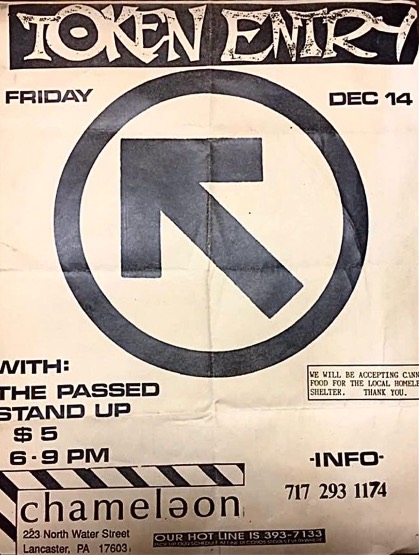 TOKEN ENTRY
FRIDAY
DEC 14
WITH:
THE PASSED
STAND UP
$5
6-9 PM
WE WILL BE ACCEPTING CANN
FOOD FOR THE LOCAL HOMELE
SHELTER. THANK YOU.
-INFO-
717 293 1174
chameleon
223 North Water Street
Lancaster, PA 17603
OUR HOT LINE IS 393-7133